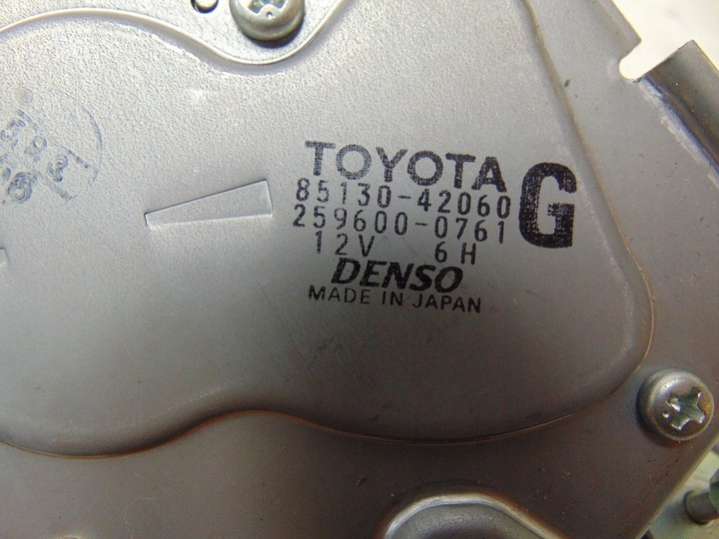 TOYOTA
85130-42060
259600-0761
G
12V 6H
DENSO
MADE IN JAPAN